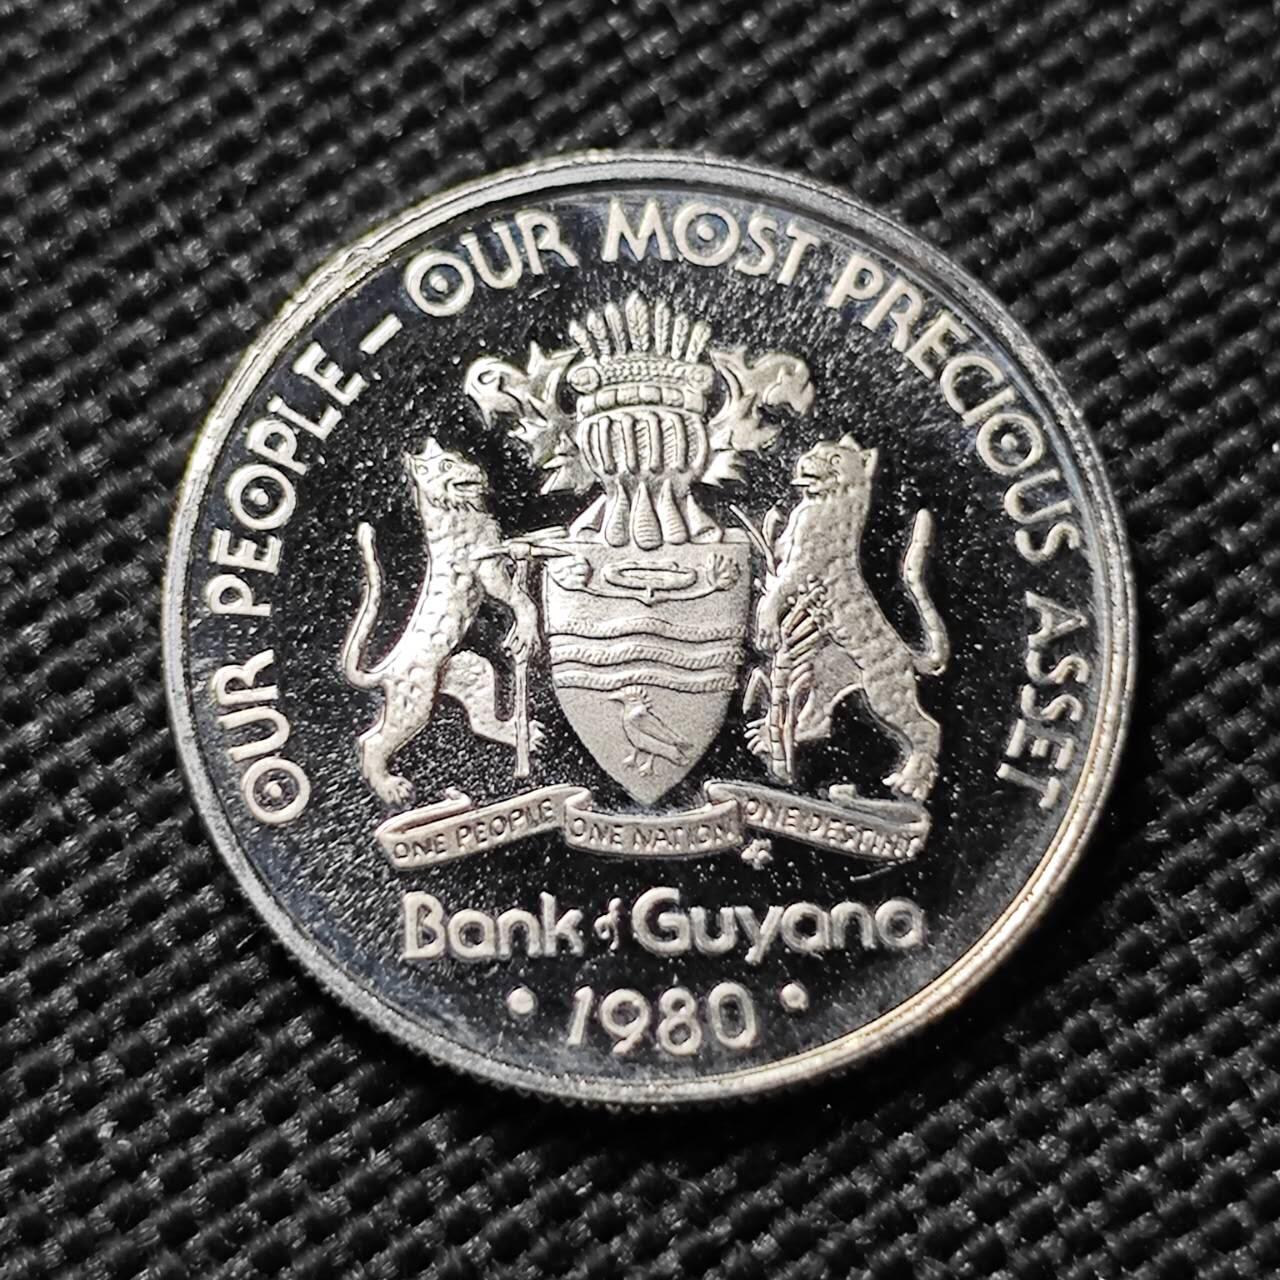 OUR PEOPLE – OUR MOST PRECIOUS ASSET
ONE PEOPLE ONE NATION ONE DESTINY
Bank of Guyana
• 1980 •